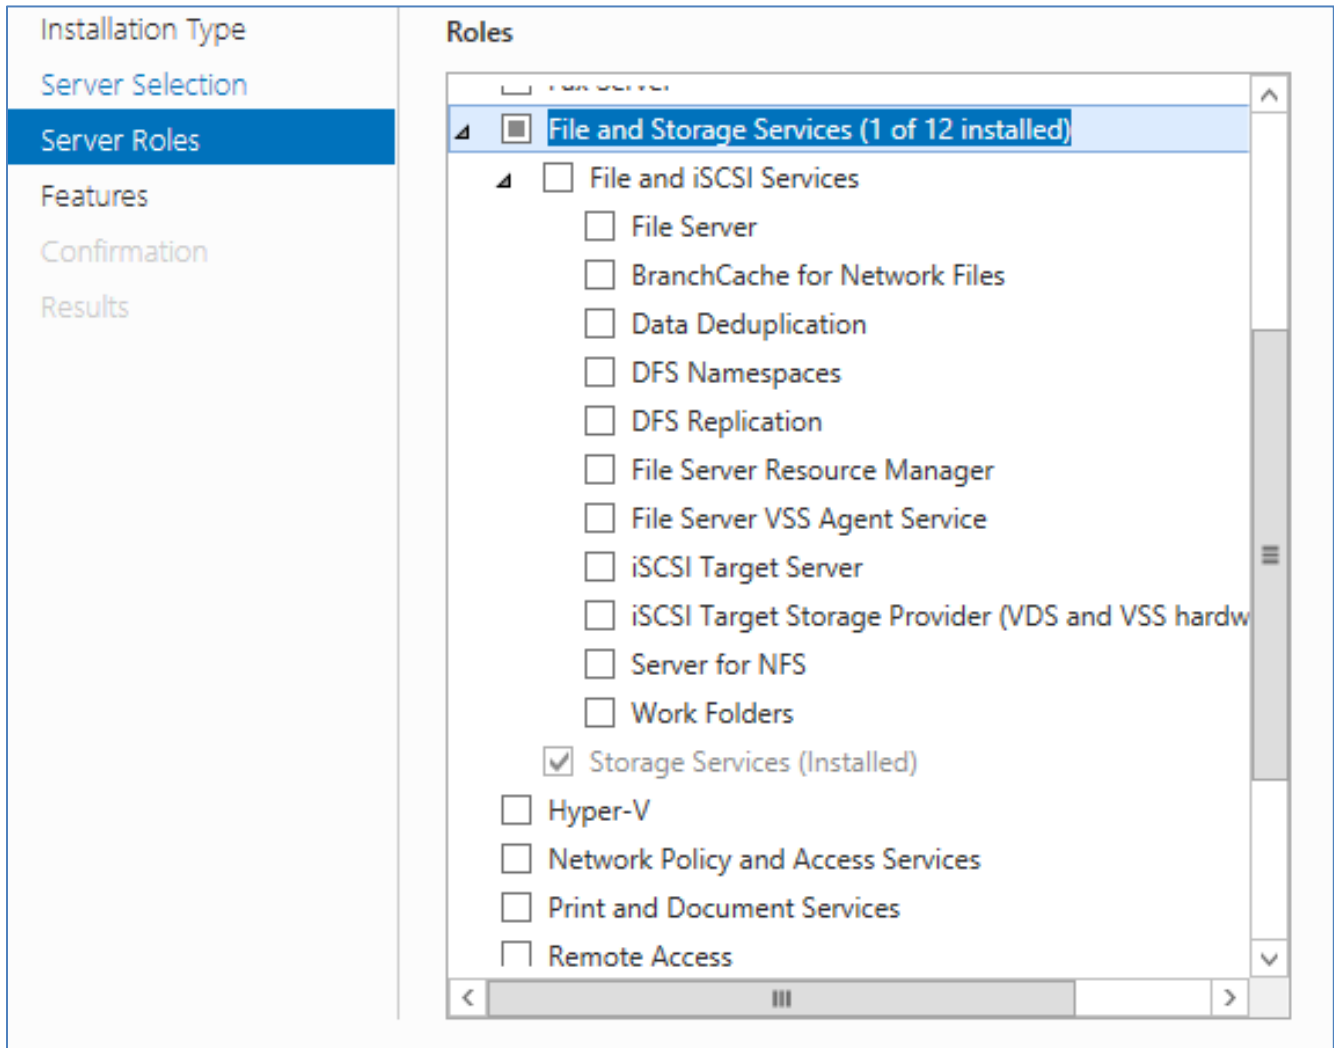 Installation Type
Server Selection
Server Roles
Features
Confirmation
Results
Roles
Fax Server
File and Storage Services (1 of 12 installed)
File and iSCSI Services
File Server
BranchCache for Network Files
Data Deduplication
DFS Namespaces
DFS Replication
File Server Resource Manager
File Server VSS Agent Service
iSCSI Target Server
iSCSI Target Storage Provider (VDS and VSS hardw
Server for NFS
Work Folders
Storage Services (Installed)
Hyper-V
Network Policy and Access Services
Print and Document Services
Remote Access